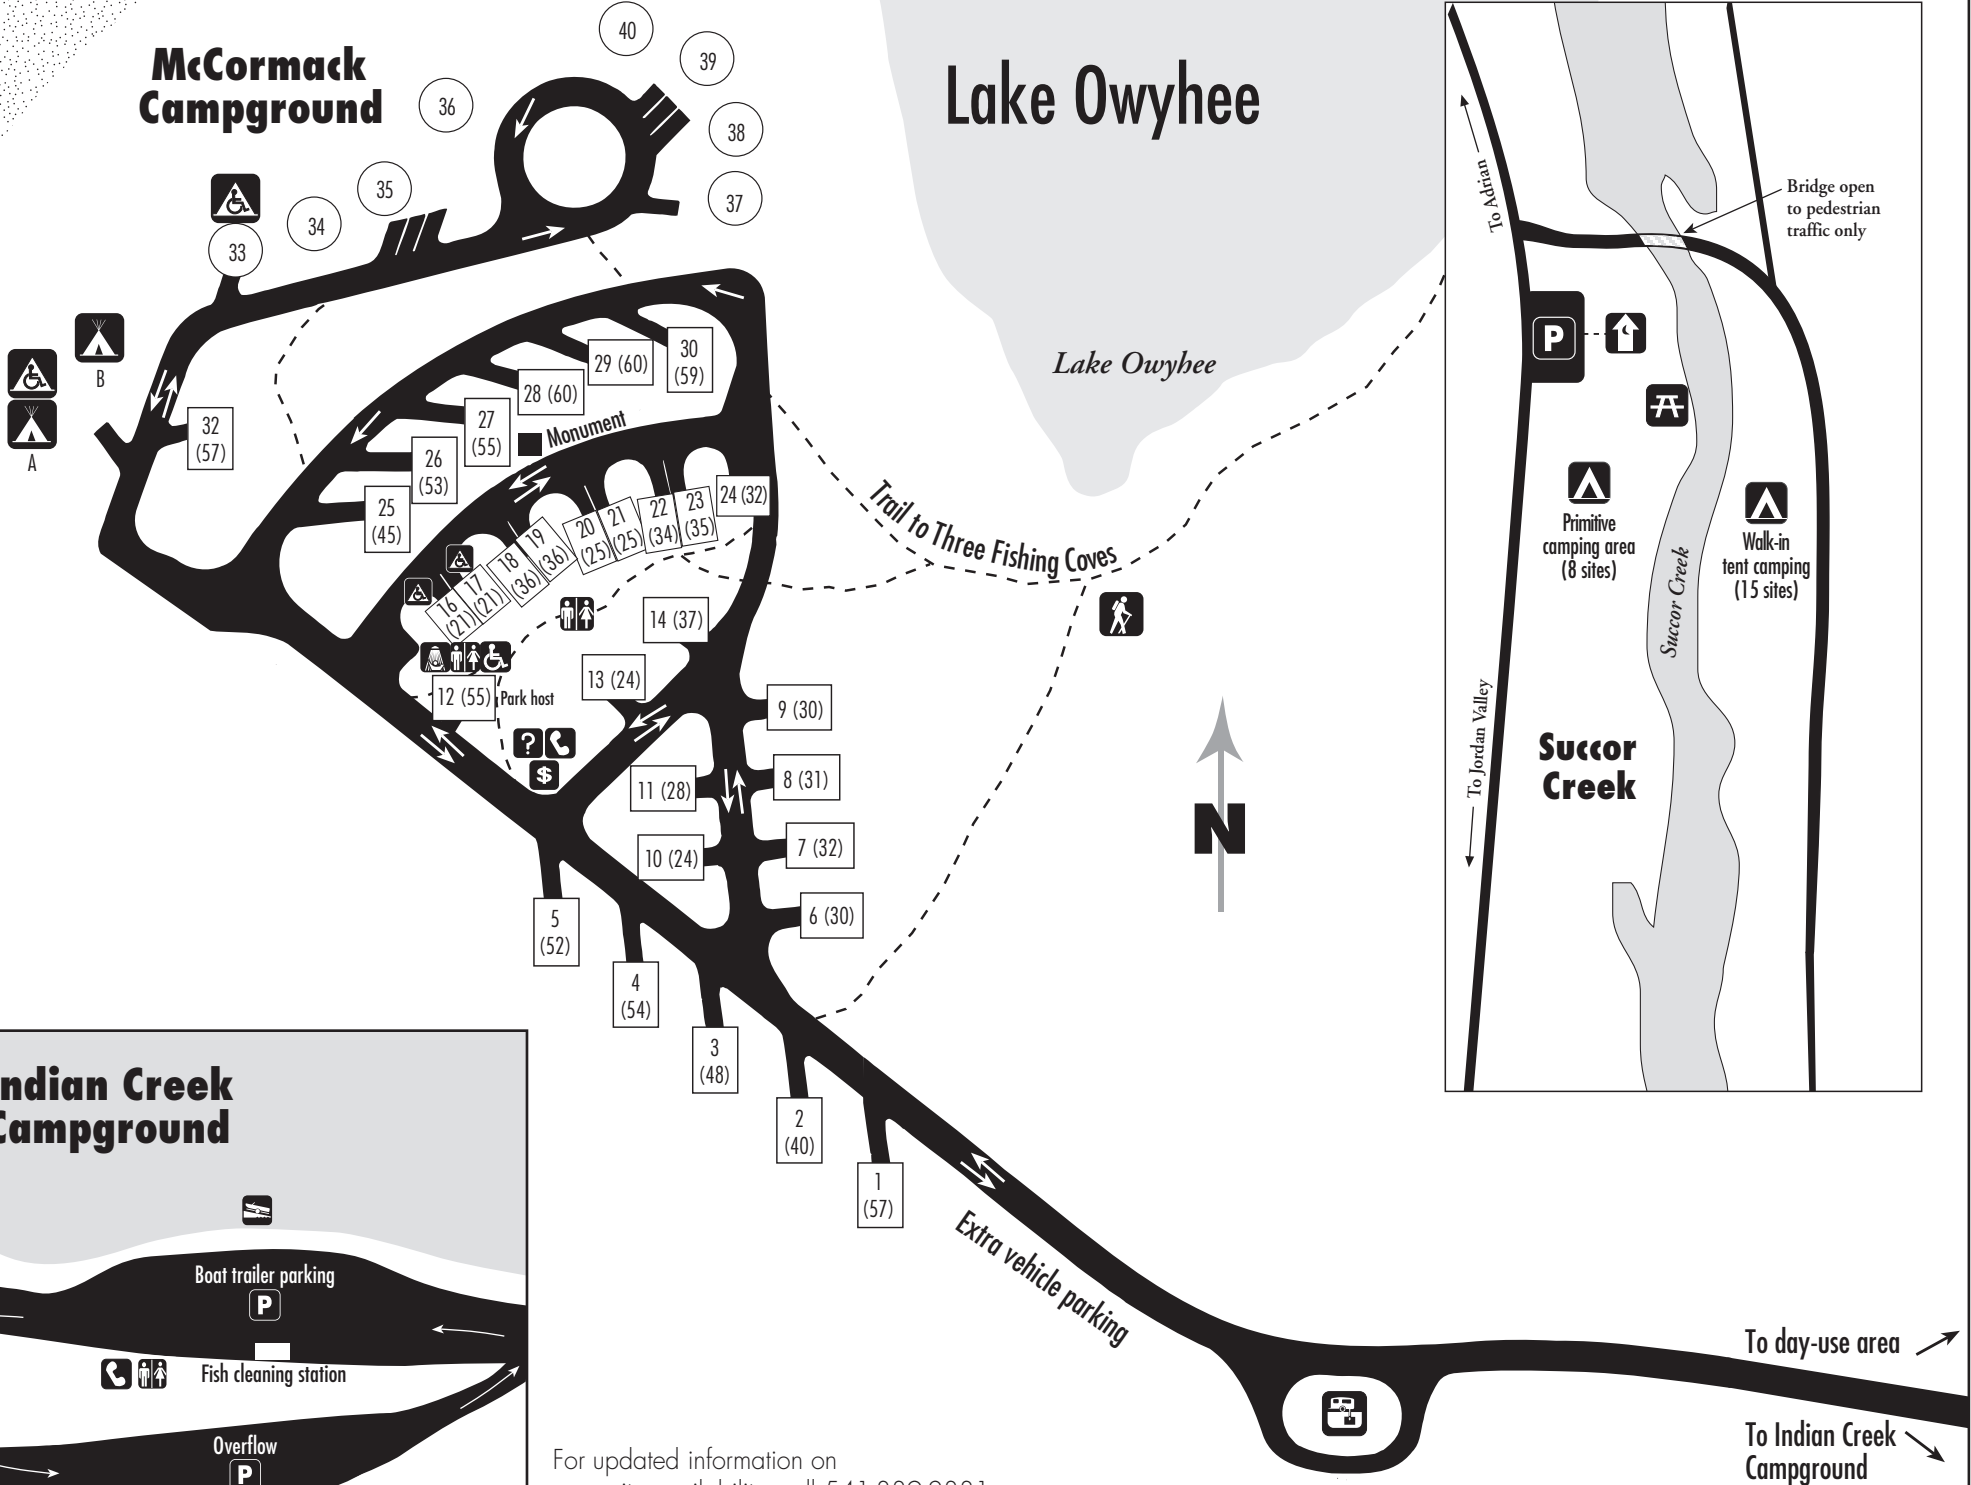 McCormack
Campground
Lake Owyhee
40
39
36
38
35
37
34
33
B
A
32
(57)
30
(59)
29 (60)
28 (60)
27
(55)
Monument
26
(53)
25
(45)
24 (32)
23
(35)
22
(34)
21
(25)
20
(25)
19
(36)
18
(36)
17
(21)
16
(21)
14 (37)
13 (24)
12 (55)
Park host
?
$
9 (30)
8 (31)
11 (28)
7 (32)
10 (24)
6 (30)
5
(52)
4
(54)
3
(48)
2
(40)
1
(57)
Lake Owyhee
Trail to Three Fishing Coves
N
Extra vehicle parking
To day-use area
To Indian Creek
Campground
To Adrian
Bridge open
to pedestrian
traffic only
P
Primitive
camping area
(8 sites)
Walk-in
tent camping
(15 sites)
Succor Creek
To Jordan Valley
Succor
Creek
ndian Creek
Campground
Boat trailer parking
P
Fish cleaning station
Overflow
P
For updated information on